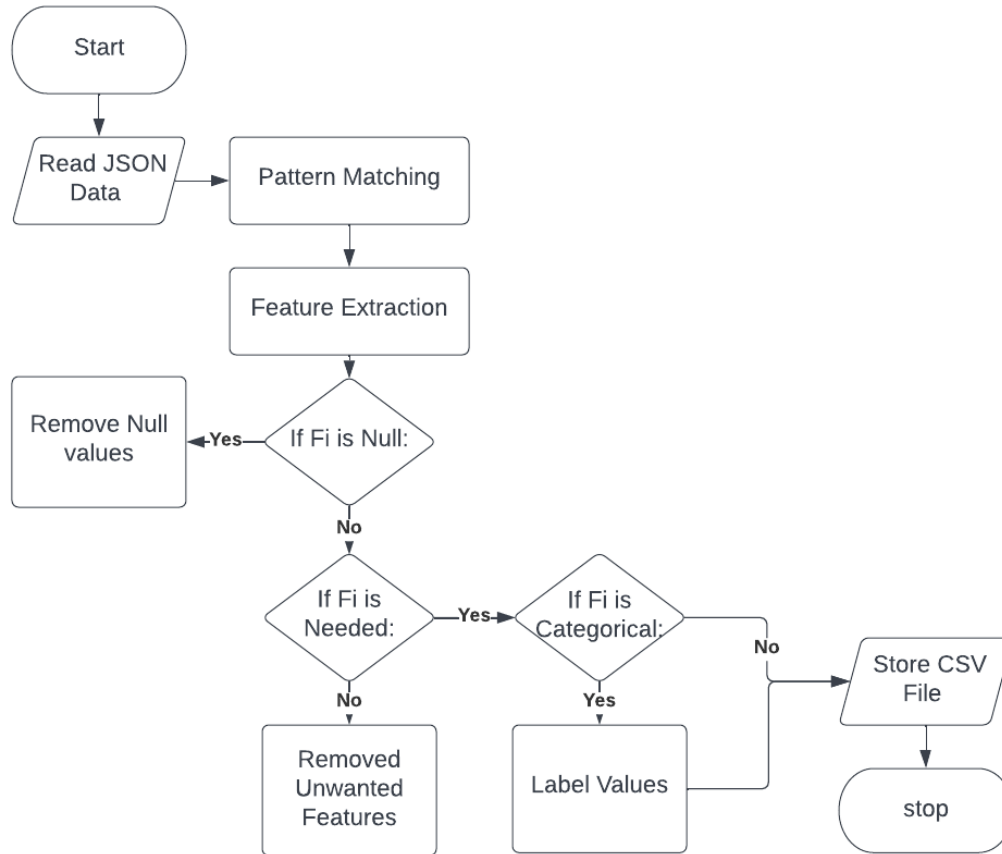 Start
Read JSON
Data
Pattern Matching
Feature Extraction
Remove Null
values
Yes
If Fi is Null:
No
If Fi is
Needed:
Yes
If Fi is
Categorical:
No
Store CSV
File
No
Yes
Removed
Unwanted
Features
Label Values
stop